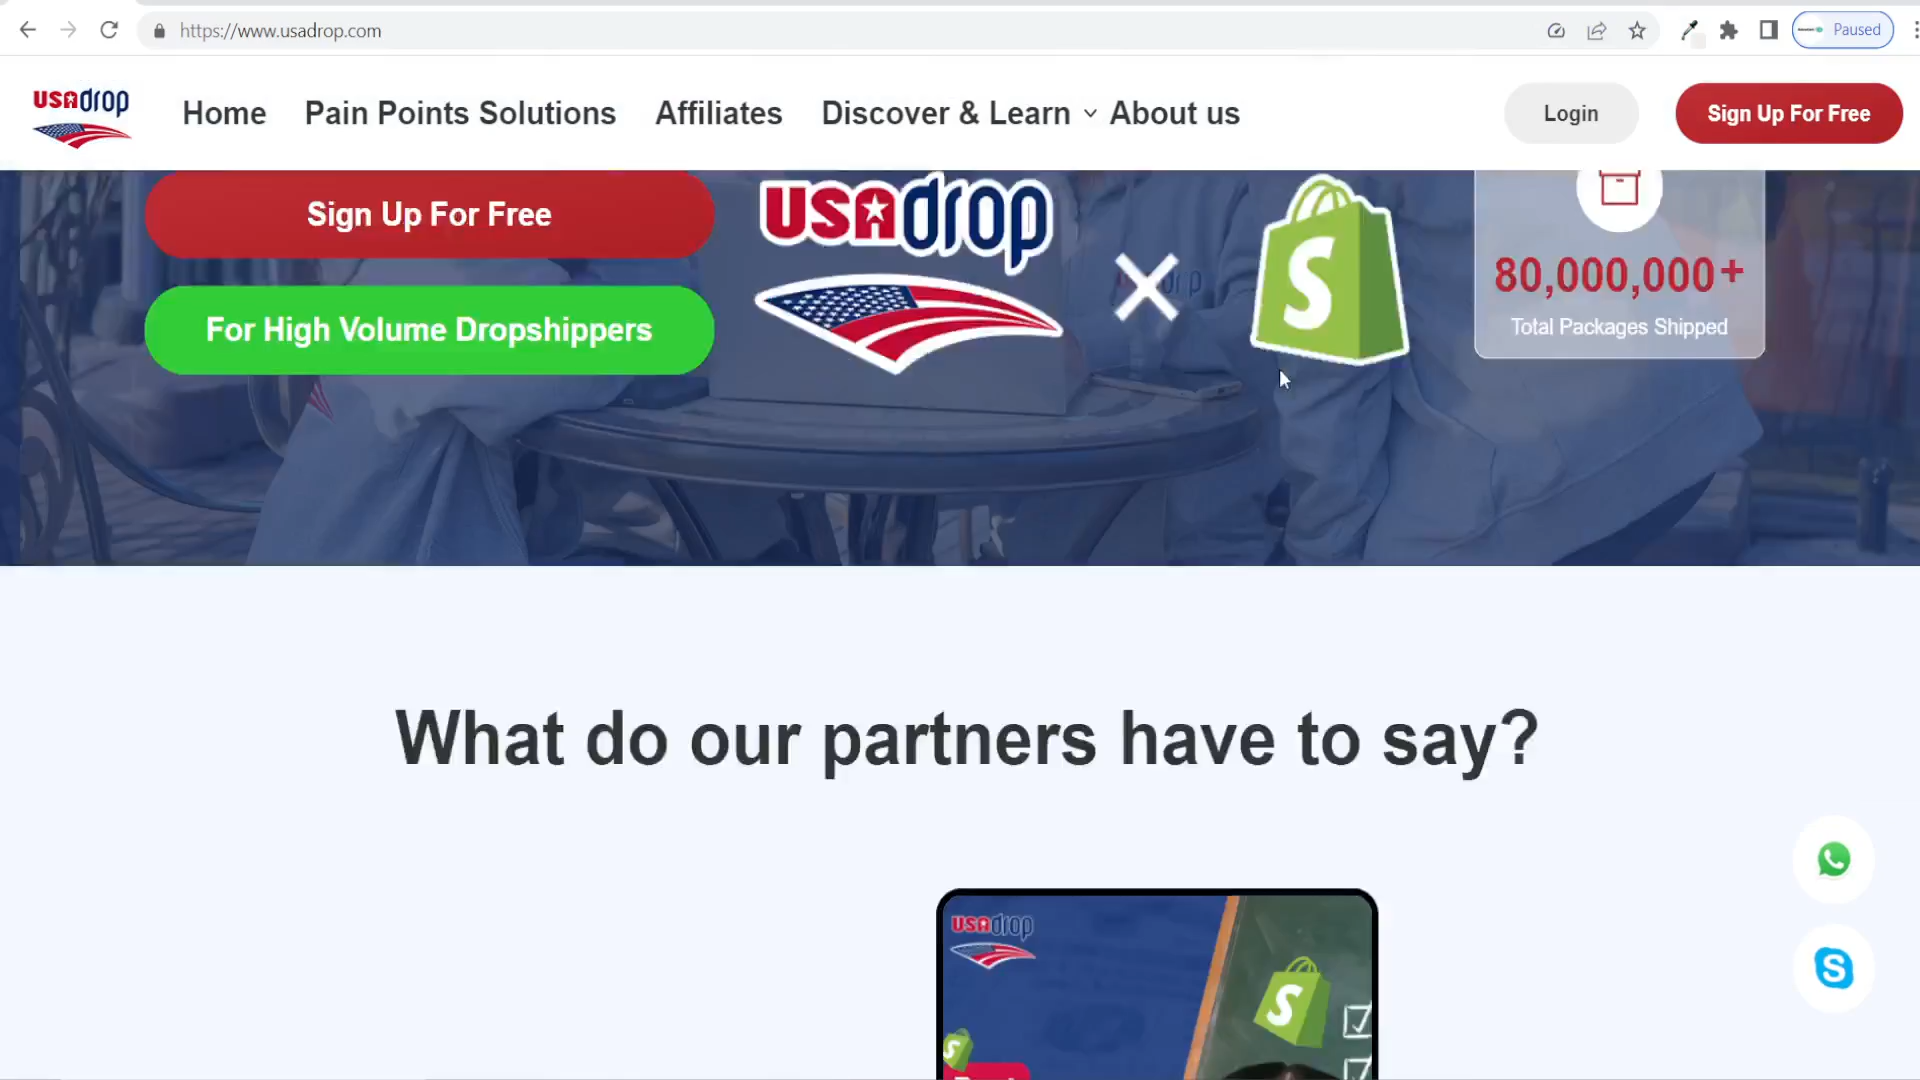 https://www.usadrop.com
Paused
USAdrop
Home
Pain Points Solutions
Affiliates
Discover & Learn
About us
Login
Sign Up For Free
Sign Up For Free
For High Volume Dropshippers
USAdrop
S
80,000,000+
Total Packages Shipped
What do our partners have to say?
USAdrop
S
S
S